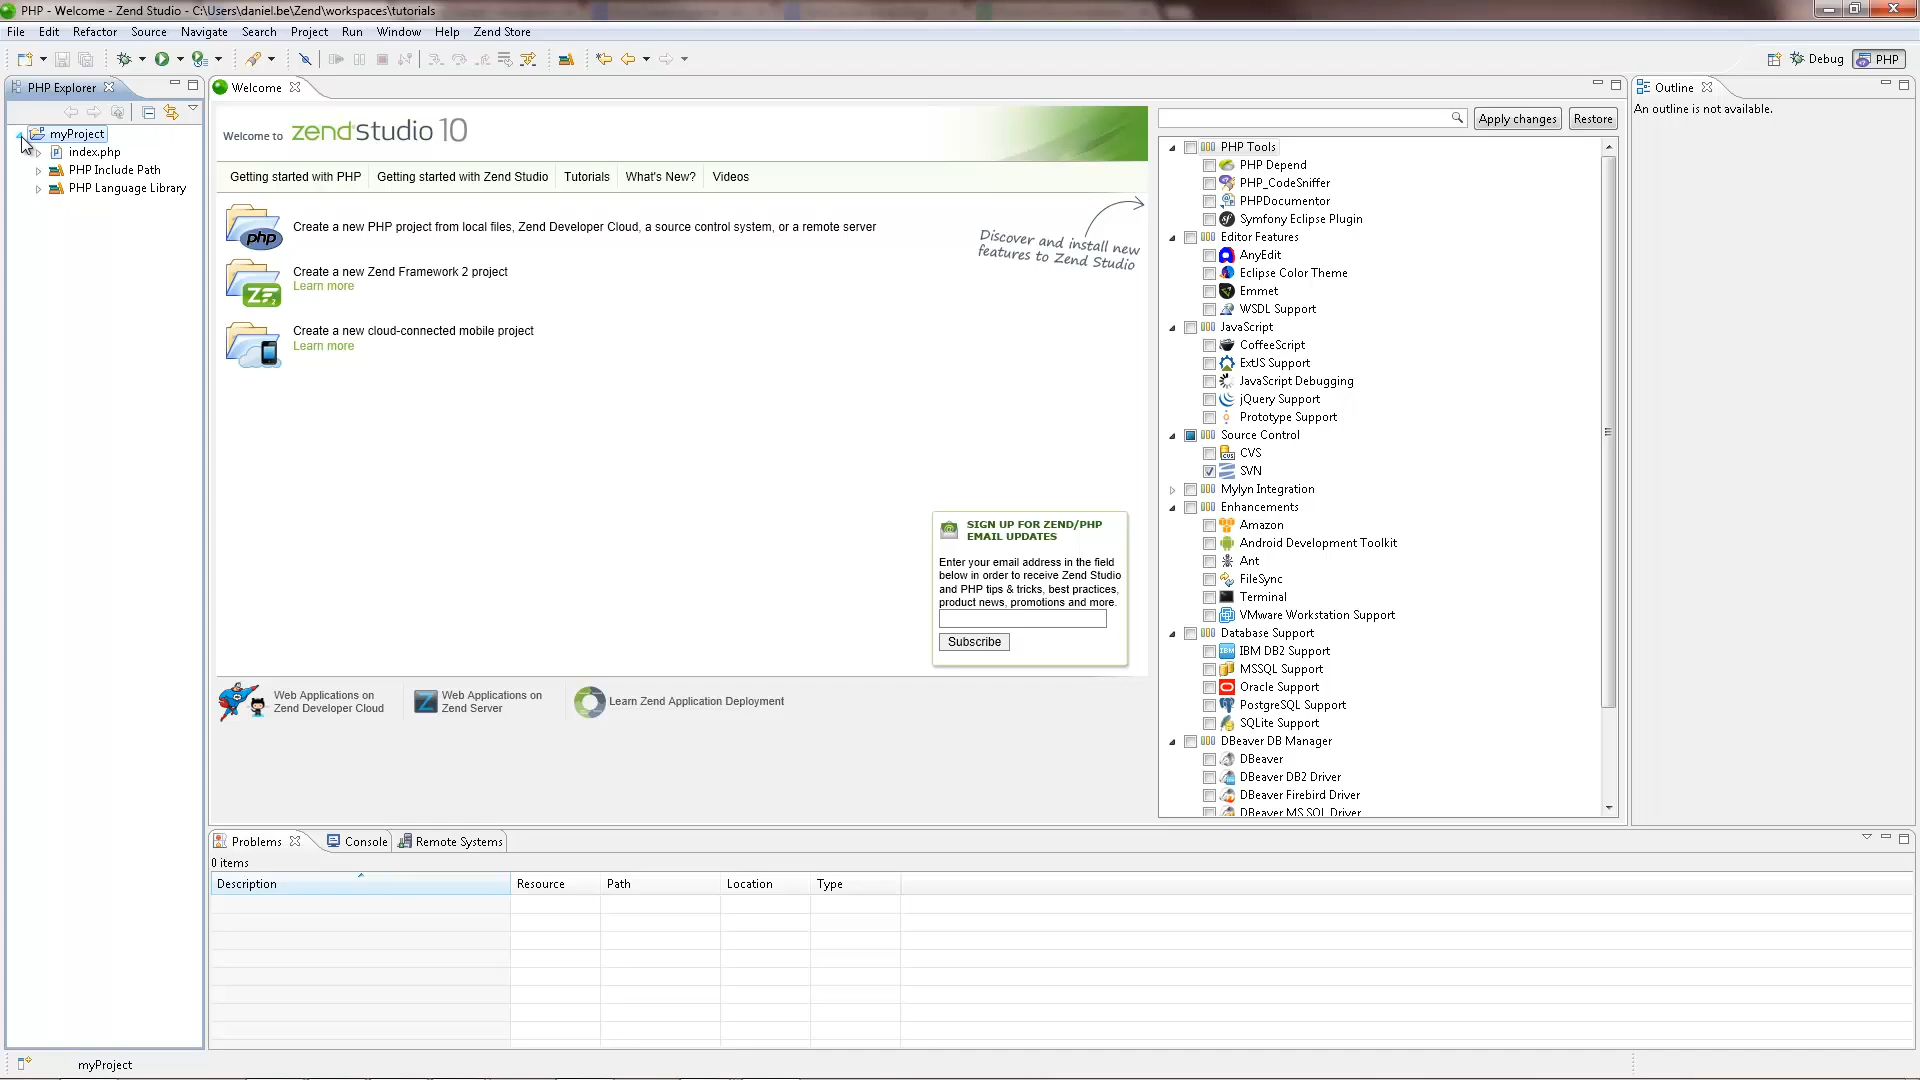 PHP - Welcome - Zend Studio - C:\Users\daniel.be\Zend\workspaces\tutorials
File Edit Refactor Source Navigate Search Project Run Window Help Zend Store
Debug PHP
PHP Explorer
myProject
index.php
PHP Include Path
PHP Language Library
Welcome
Welcome to zend Studio 10
Getting started with PHP Getting started with Zend Studio Tutorials What's New? Videos
php
Create a new PHP project from local files, Zend Developer Cloud, a source control system, or a remote server
Discover and install new
features to Zend Studio
ZF2
Create a new Zend Framework 2 project
Learn more
Create a new cloud-connected mobile project
Learn more
SIGN UP FOR ZEND/PHP
EMAIL UPDATES
Enter your email address in the field
below in order to receive Zend Studio
and PHP tips & tricks, best practices,
product news, promotions and more.
Subscribe
Web Applications on
Zend Developer Cloud
Web Applications on
Zend Server
Learn Zend Application Deployment
Apply changes Restore
PHP Tools
PHP Depend
PHP_CodeSniffer
PHPDocumentor
Symfony Eclipse Plugin
Editor Features
AnyEdit
Eclipse Color Theme
Emmet
WSDL Support
JavaScript
CoffeeScript
ExtJS Support
JavaScript Debugging
jQuery Support
Prototype Support
Source Control
CVS
SVN
Mylyn Integration
Enhancements
Amazon
Android Development Toolkit
Ant
FileSync
Terminal
VMware Workstation Support
Database Support
IBM DB2 Support
MSSQL Support
Oracle Support
PostgreSQL Support
SQLite Support
DBeaver DB Manager
DBeaver
DBeaver DB2 Driver
DBeaver Firebird Driver
DBeaver MS SQL Driver
Outline
An outline is not available.
Problems Console Remote Systems
0 items
Description Resource Path Location Type
myProject